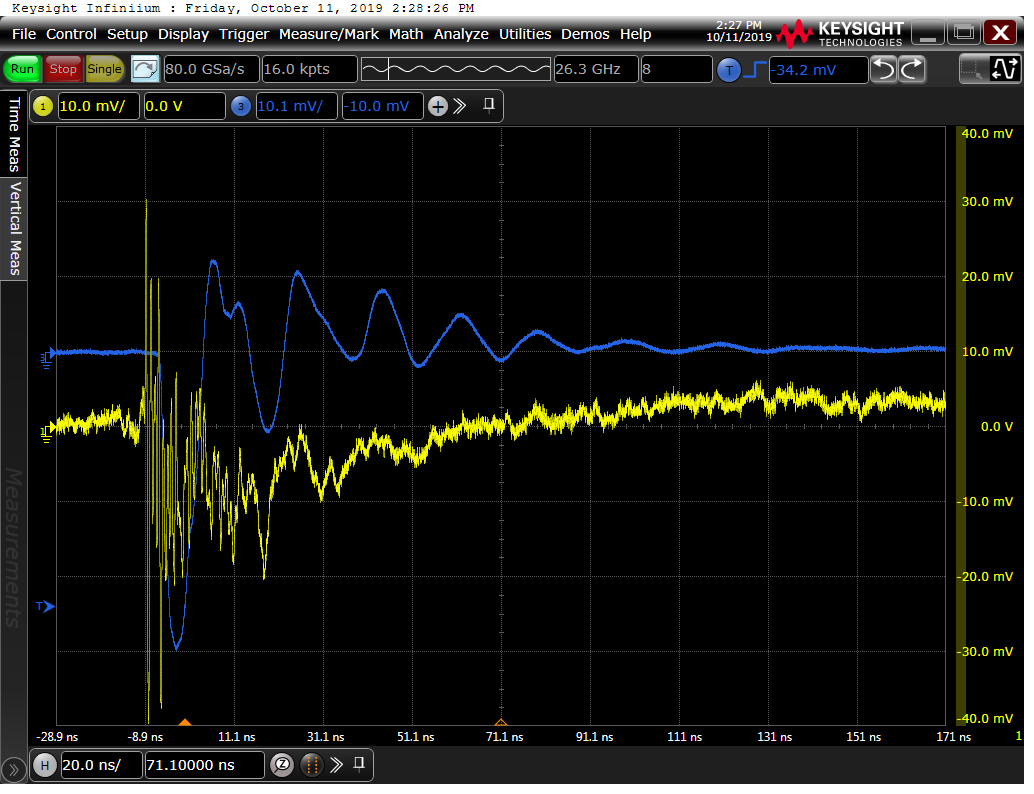 Keysight Infiniium : Friday, October 11, 2019 2:28:26 PM
File Control Setup Display Trigger Measure/Mark Math Analyze Utilities Demos Help
2:27 PM
10/11/2019
KEYSIGHT
TECHNOLOGIES
Run Stop Single 80.0 GSa/s 16.0 kpts 26.3 GHz 8 T -34.2 mV
1 10.0 mV/ 0.0 V 3 10.1 mV/ -10.0 mV
Time Meas
Vertical Meas
Measurements
40.0 mV
30.0 mV
20.0 mV
10.0 mV
0.0 V
-10.0 mV
-20.0 mV
-30.0 mV
-40.0 mV
3
1
T
-28.9 ns -8.9 ns 11.1 ns 31.1 ns 51.1 ns 71.1 ns 91.1 ns 111 ns 131 ns 151 ns 171 ns 1
H 20.0 ns/ 71.10000 ns Z